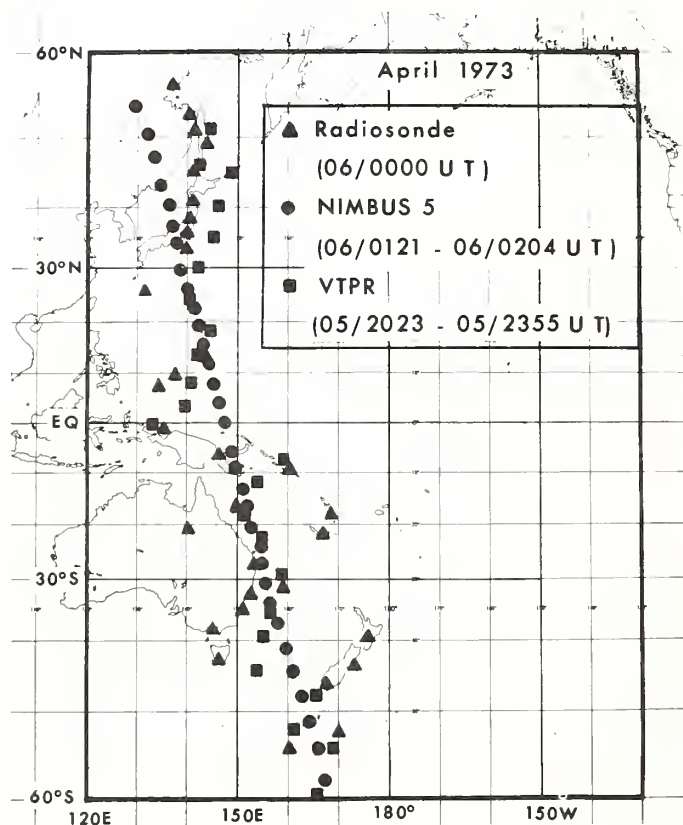 60°N
April 1973
Radiosonde
(06/0000 U T)
NIMBUS 5
(06/0121 - 06/0204 U T)
VTPR
(05/2023 - 05/2355 U T)
30°N
EQ
30°S
60°S
120E
150E
180°
150W